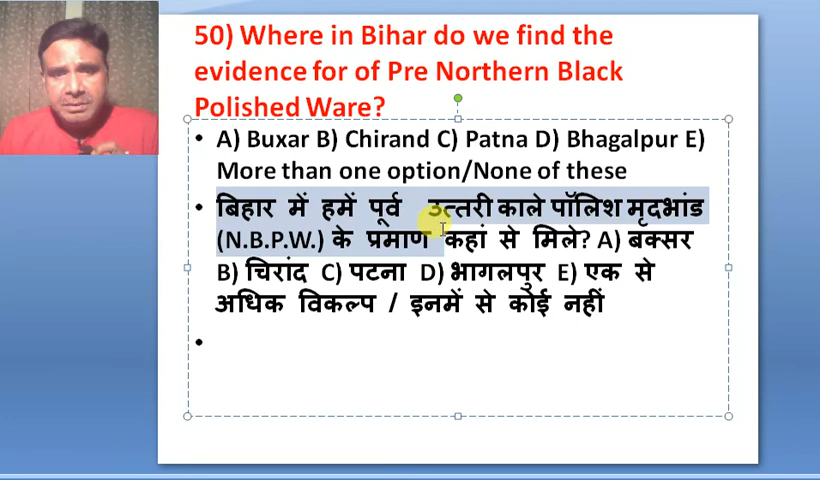 50) Where in Bihar do we find the
evidence for of Pre Northern Black
Polished Ware?
• A) Buxar B) Chirand C) Patna D) Bhagalpur E)
More than one option/None of these
• बिहार में हमें पूर्व उत्तरी काले पॉलिश मृदभांड
(N.B.P.W.) के प्रमाण कहां से मिले? A) बक्सर
B) चिरांद C) पटना D) भागलपुर E) एक से
अधिक विकल्प / इनमें से कोई नहीं
•